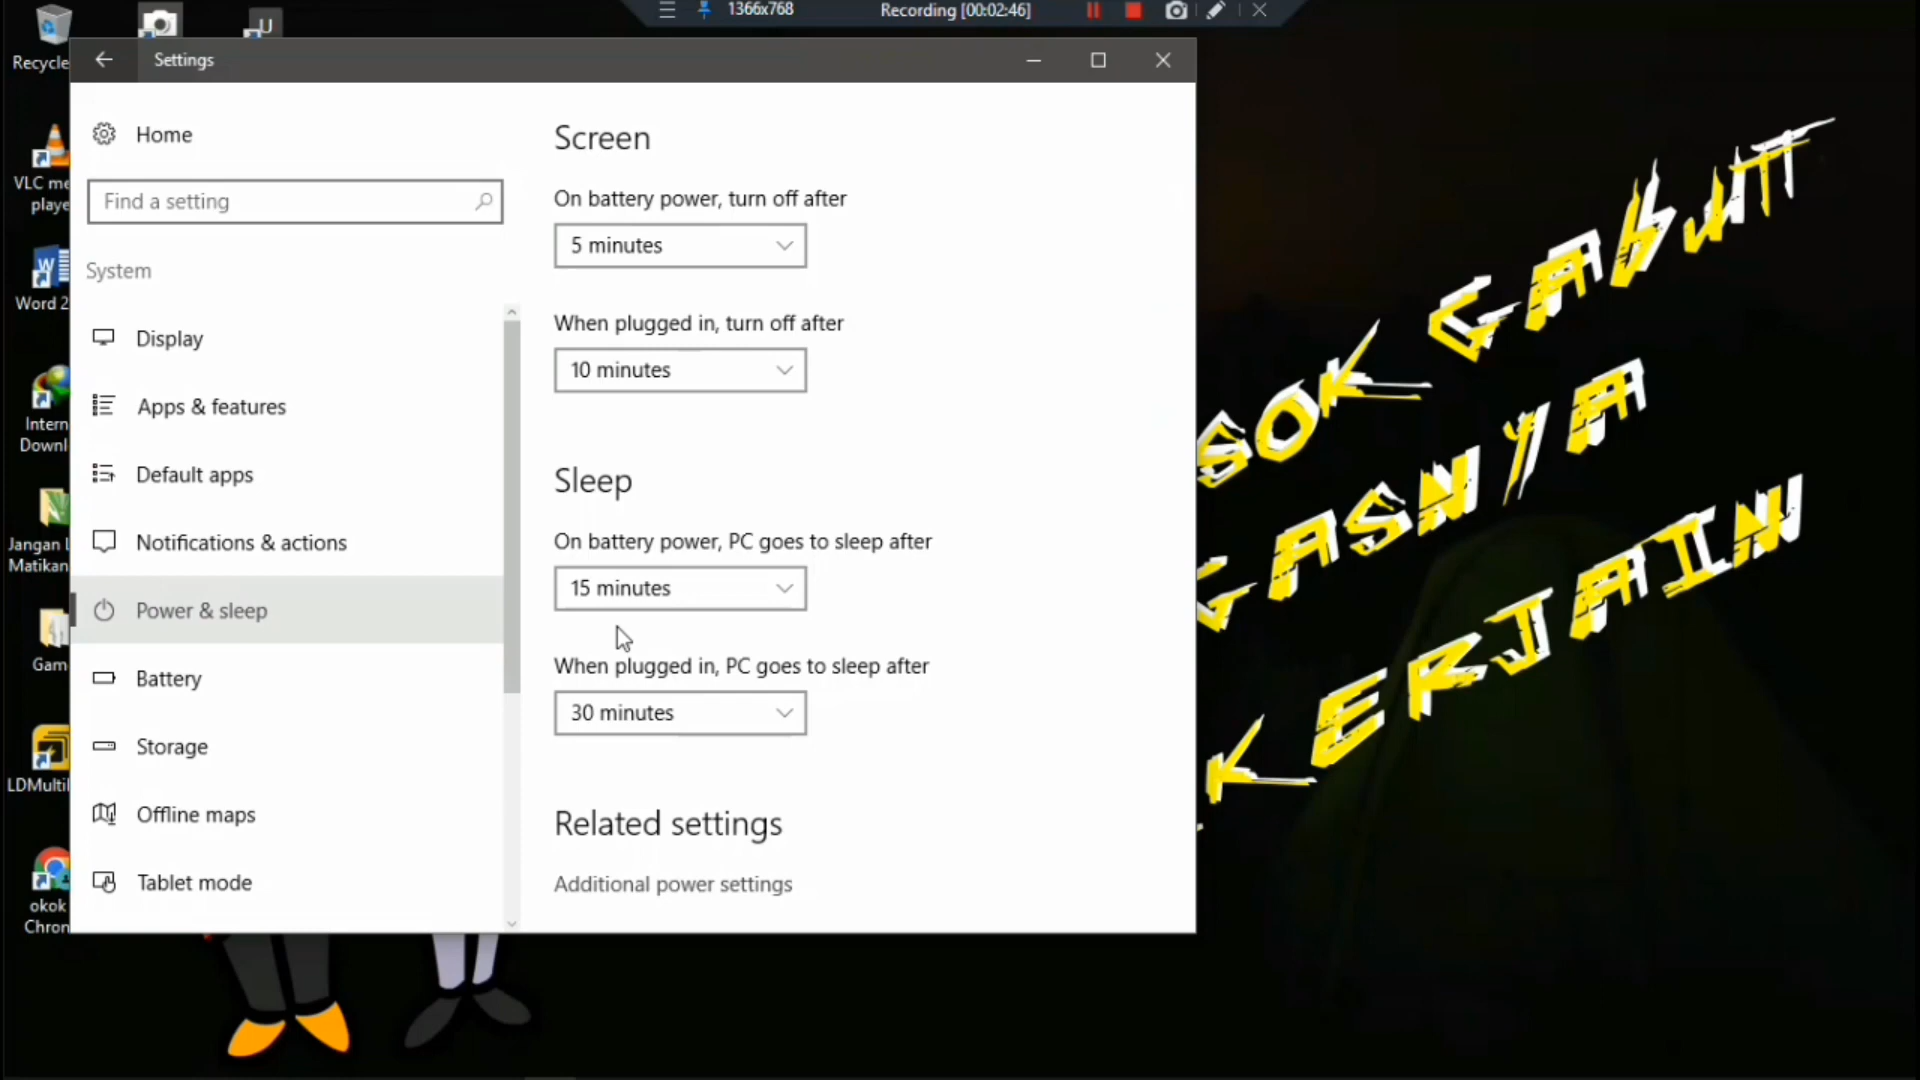 1366x768
Recording [00:02:46]
Recycle
U
Settings
Home
Find a setting
System
Display
Apps & features
Default apps
Notifications & actions
Power & sleep
Battery
Storage
Offline maps
Tablet mode
Screen
On battery power, turn off after
5 minutes
When plugged in, turn off after
10 minutes
Sleep
On battery power, PC goes to sleep after
15 minutes
When plugged in, PC goes to sleep after
30 minutes
Related settings
Additional power settings
VLC me
playe
Word 2
Intern
Downl
Jangan L
Matikan
Gam
LDMultil
okok
Chron
SOK GABUTT
GASNYA
K ERJAIN